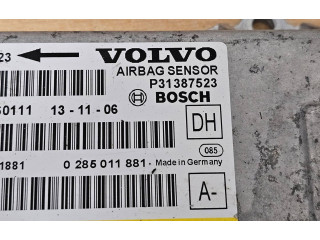 23 ← VOLVO
AIRBAG SENSOR
P31387523
BOSCH
60111 13-11-06
DH
085
1881 0 285 011 881. Made in Germany
A-